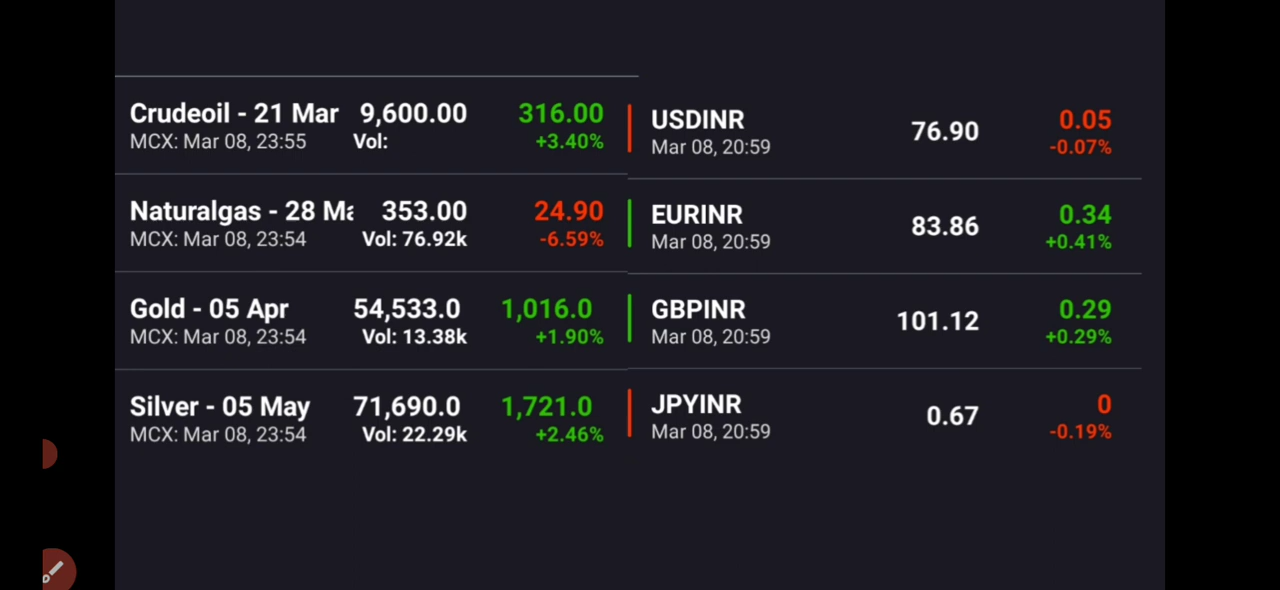 Crudeoil - 21 Mar 9,600.00 316.00
MCX: Mar 08, 23:55 Vol: +3.40%
Naturalgas - 28 Ma 353.00 24.90
MCX: Mar 08, 23:54 Vol: 76.92k -6.59%
Gold - 05 Apr 54,533.0 1,016.0
MCX: Mar 08, 23:54 Vol: 13.38k +1.90%
Silver - 05 May 71,690.0 1,721.0
MCX: Mar 08, 23:54 Vol: 22.29k +2.46%
USDINR 76.90 0.05
Mar 08, 20:59 -0.07%
EURINR 83.86 0.34
Mar 08, 20:59 +0.41%
GBPINR 101.12 0.29
Mar 08, 20:59 +0.29%
JPYINR 0.67 0
Mar 08, 20:59 -0.19%